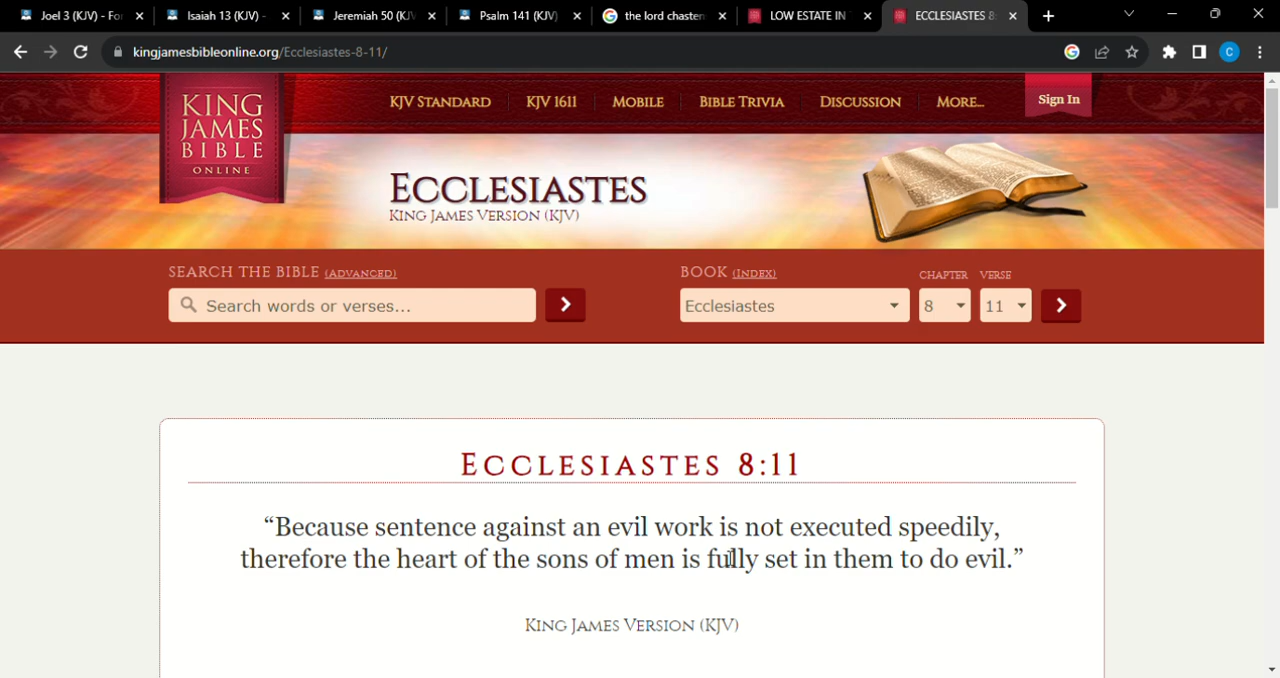 Joel 3 (KJV) - Fo
Isaiah 13 (KJV) -
Jeremiah 50 (KJV
Psalm 141 (KJV)
the lord chasten
LOW ESTATE IN
ECCLESIASTES 8:
kingjamesbibleonline.org/Ecclesiastes-8-11/
C
KING
JAMES
BIBLE
ONLINE
KJV STANDARD
KJV 1611
MOBILE
BIBLE TRIVIA
DISCUSSION
MORE...
Sign In
ECCLESIASTES
KING JAMES VERSION (KJV)
SEARCH THE BIBLE (ADVANCED)
BOOK (INDEX)
CHAPTER
VERSE
Search words or verses...
Ecclesiastes
8
11
ECCLESIASTES 8:11
“Because sentence against an evil work is not executed speedily,
therefore the heart of the sons of men is fully set in them to do evil.”
KING JAMES VERSION (KJV)